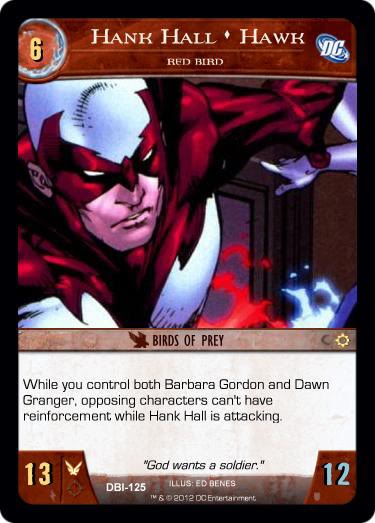 6
HANK HALL • HAWK
DC
RED BIRD
BIRDS OF PREY
While you control both Barbara Gordon and Dawn
Granger, opposing characters can't have
reinforcement while Hank Hall is attacking.
"God wants a soldier."
13
DBI-125
ILLUS: ED BENES
12
™ & © 2012 DC Entertainment